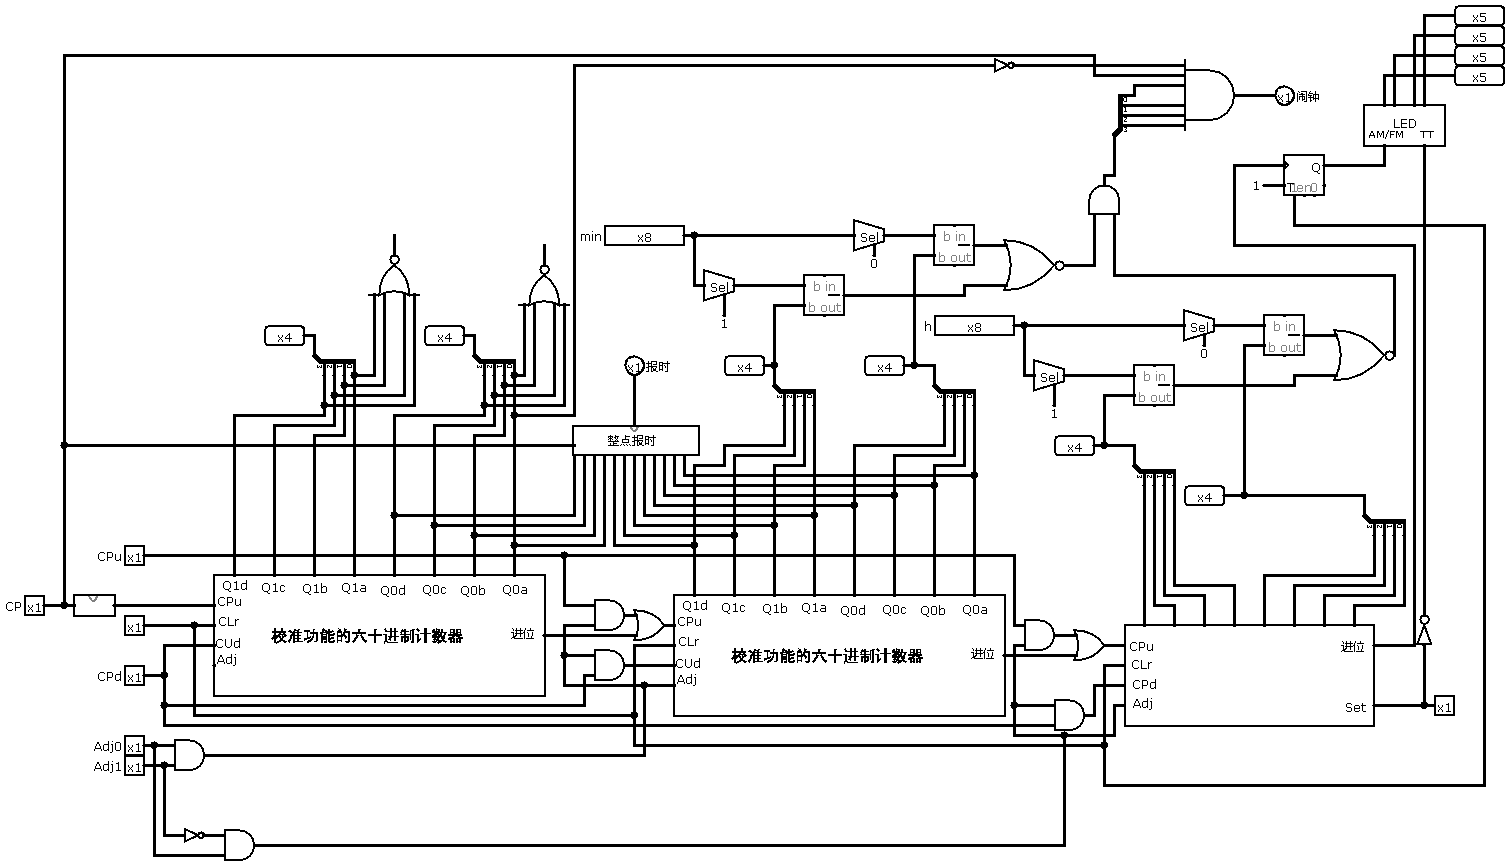 x5
x5
x5
x5
x1 闹钟
LED
AM/FM TT
Q
1
T1en0
min x8
Sel
0
b in
b out
Sel
1
b in
b out
h x8
Sel
0
b in
b out
Sel
1
b in
b out
x4
x4
x1 报时
x4
x4
x4
x4
3 2 1 0
整点报时
CPu x1
CP x1
x1
CPd x1
Adj0 x1
Adj1 x1
Q1d Q1c Q1b Q1a Q0d Q0c Q0b Q0a
CPu
CLr
CUd
Adj
校准功能的六十进制计数器
进位
Q1d Q1c Q1b Q1a Q0d Q0c Q0b Q0a
CPu
CLr
CUd
Adj
校准功能的六十进制计数器
进位
CPu
CLr
CPd
Adj
进位
Set x1